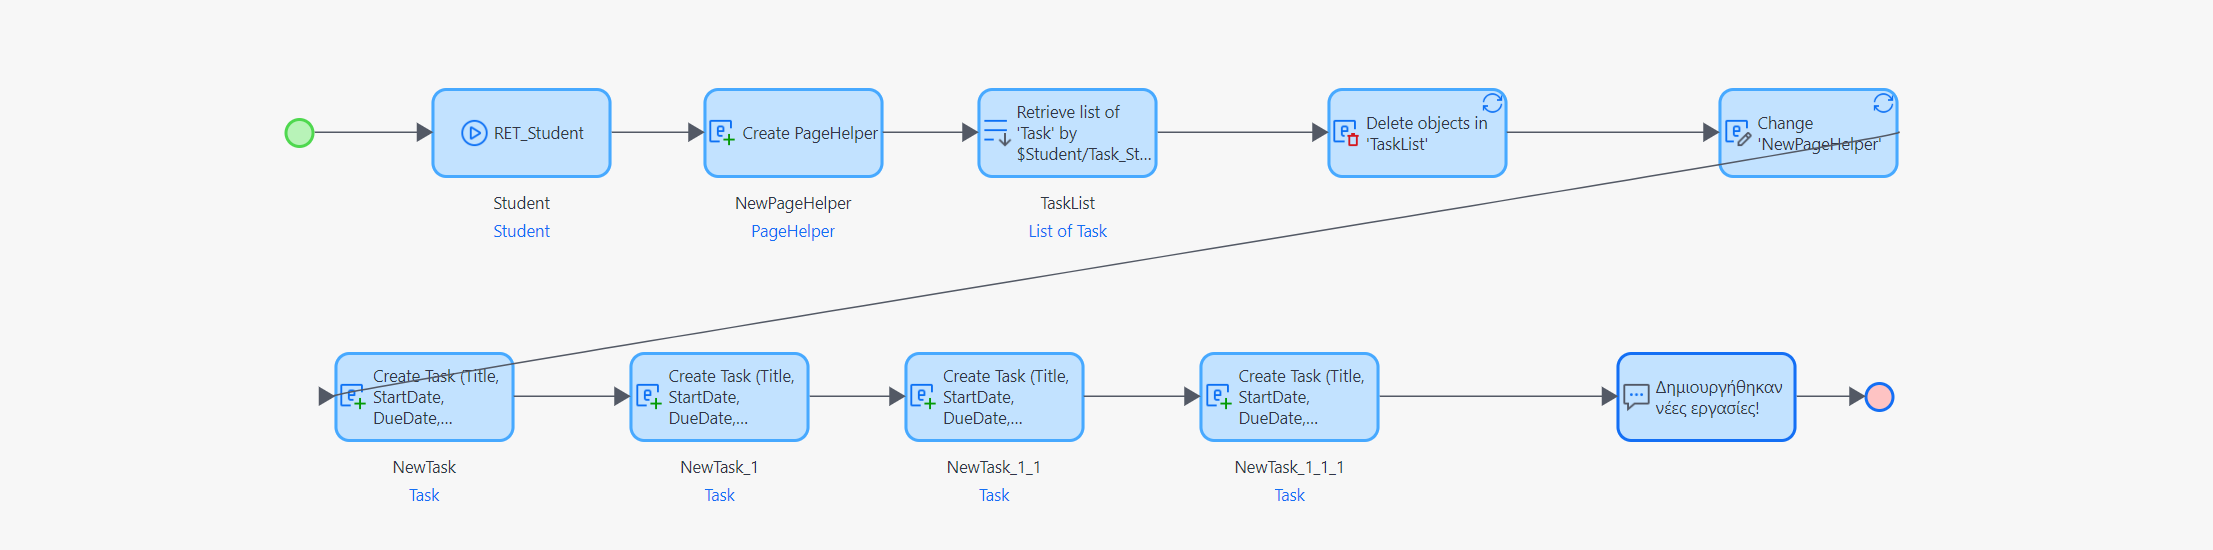 RET_Student
Create PageHelper
Retrieve list of
'Task' by
$Student/Task_St...
Delete objects in
'TaskList'
Change
'NewPageHelper'
Student
Student
NewPageHelper
PageHelper
TaskList
List of Task
Create Task (Title,
StartDate,
DueDate,...
Create Task (Title,
StartDate,
DueDate,...
Create Task (Title,
StartDate,
DueDate,...
Create Task (Title,
StartDate,
DueDate,...
Δημιουργήθηκαν
νέες εργασίες!
NewTask
Task
NewTask_1
Task
NewTask_1_1
Task
NewTask_1_1_1
Task